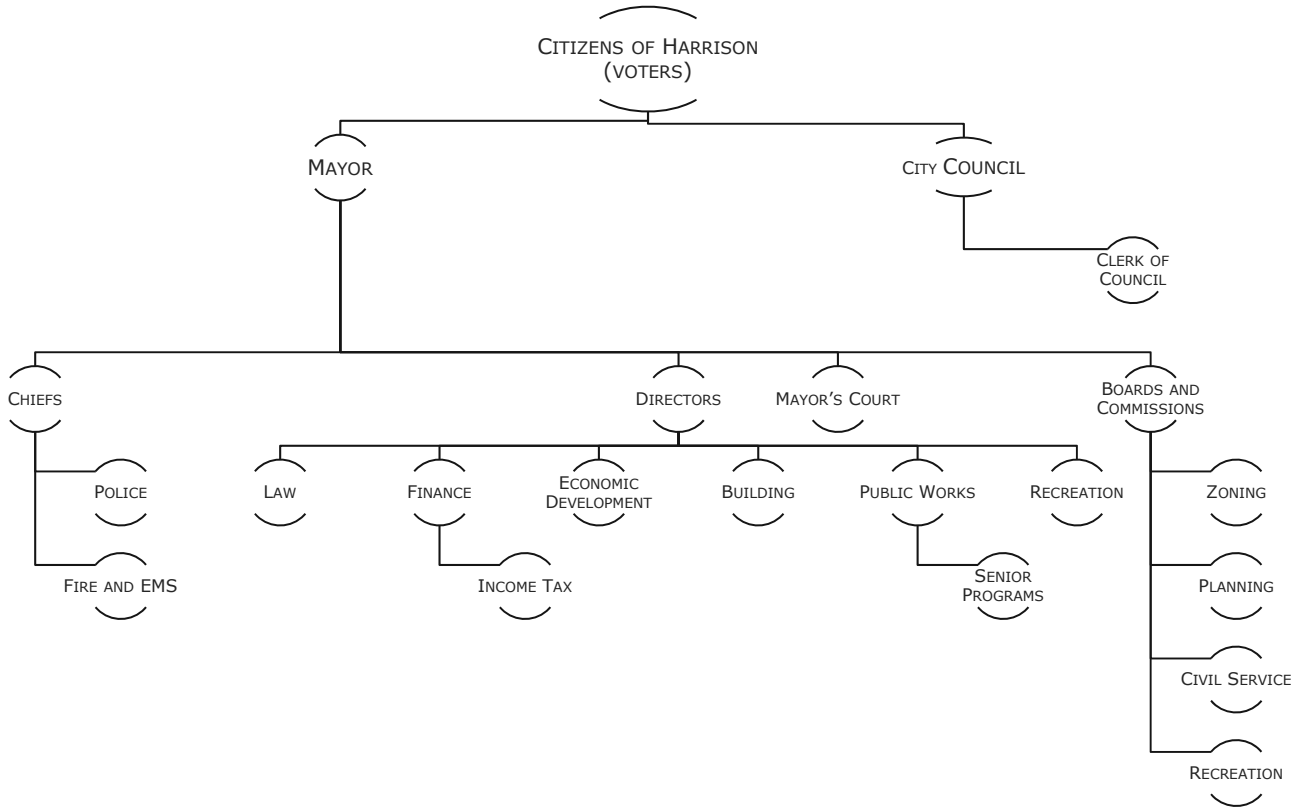 CITIZENS OF HARRISON
(VOTERS)
MAYOR
CITY COUNCIL
CLERK OF
COUNCIL
CHIEFS
DIRECTORS
MAYOR'S COURT
BOARDS AND
COMMISSIONS
POLICE
LAW
FINANCE
ECONOMIC
DEVELOPMENT
BUILDING
PUBLIC WORKS
RECREATION
ZONING
FIRE AND EMS
INCOME TAX
SENIOR
PROGRAMS
PLANNING
CIVIL SERVICE
RECREATION